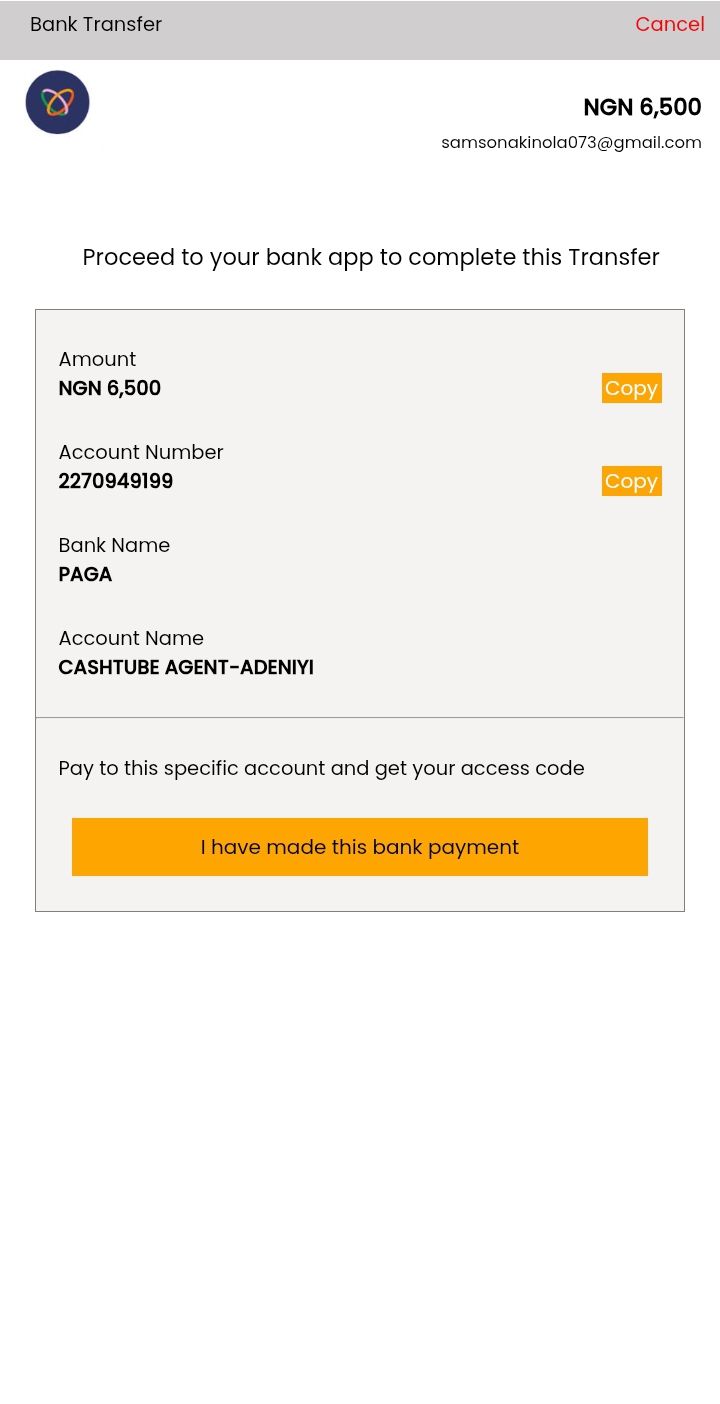 Bank Transfer
Cancel
NGN 6,500
samsonakinola073@gmail.com
Proceed to your bank app to complete this Transfer
Amount
NGN 6,500
Copy
Account Number
2270949199
Copy
Bank Name
PAGA
Account Name
CASHTUBE AGENT-ADENIYI
Pay to this specific account and get your access code
I have made this bank payment